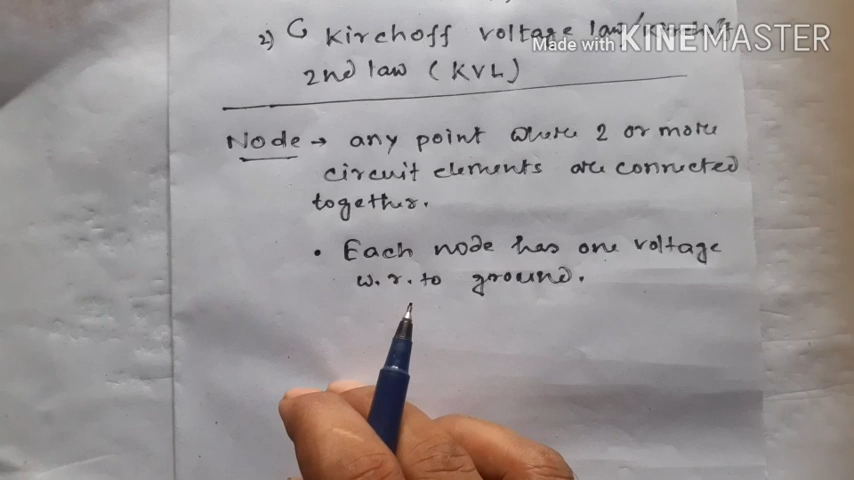 2) G Kirchoff voltage law/
2nd law (KVL)
Made with KINEMASTER
Node → any point where 2 or more
circuit elements are connected
together.
• Each node has one voltage
w.r.to ground.